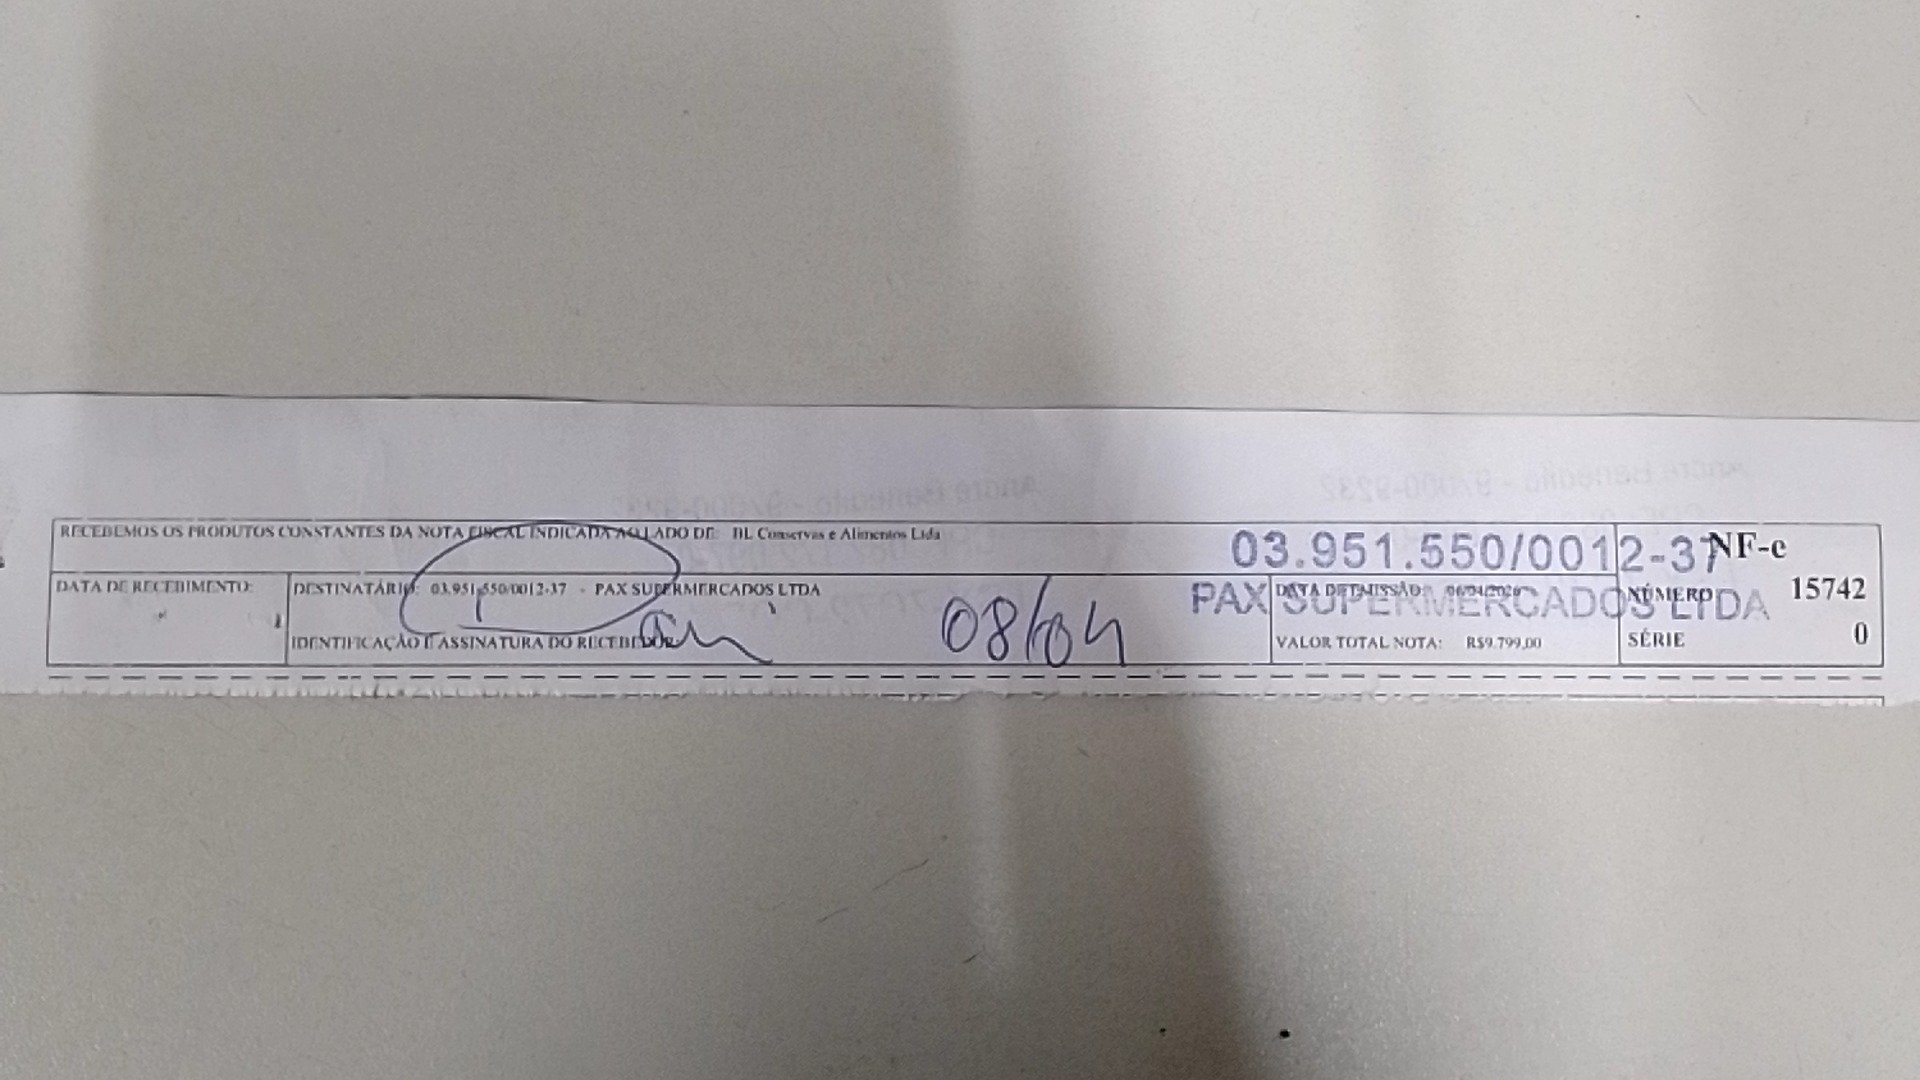 RECEBEMOS OS PRODUTOS CONSTANTES DA NOTA FISCAL INDICADA AO LADO DE: BL Conservas e Alimentos Ltda
03.951.550/0012-37
NF-e
DATA DE RECEBIMENTO:
DESTINATÁRIO: 03.951.550/0012-37 - PAX SUPERMERCADOS LTDA
PAX SUPERMERCADOS LTDA
DATA DE EMISSÃO:
NÚMERO 15742
IDENTIFICAÇÃO E ASSINATURA DO RECEBEDOR
08/04
VALOR TOTAL NOTA: R$9.799,00
SÉRIE 0